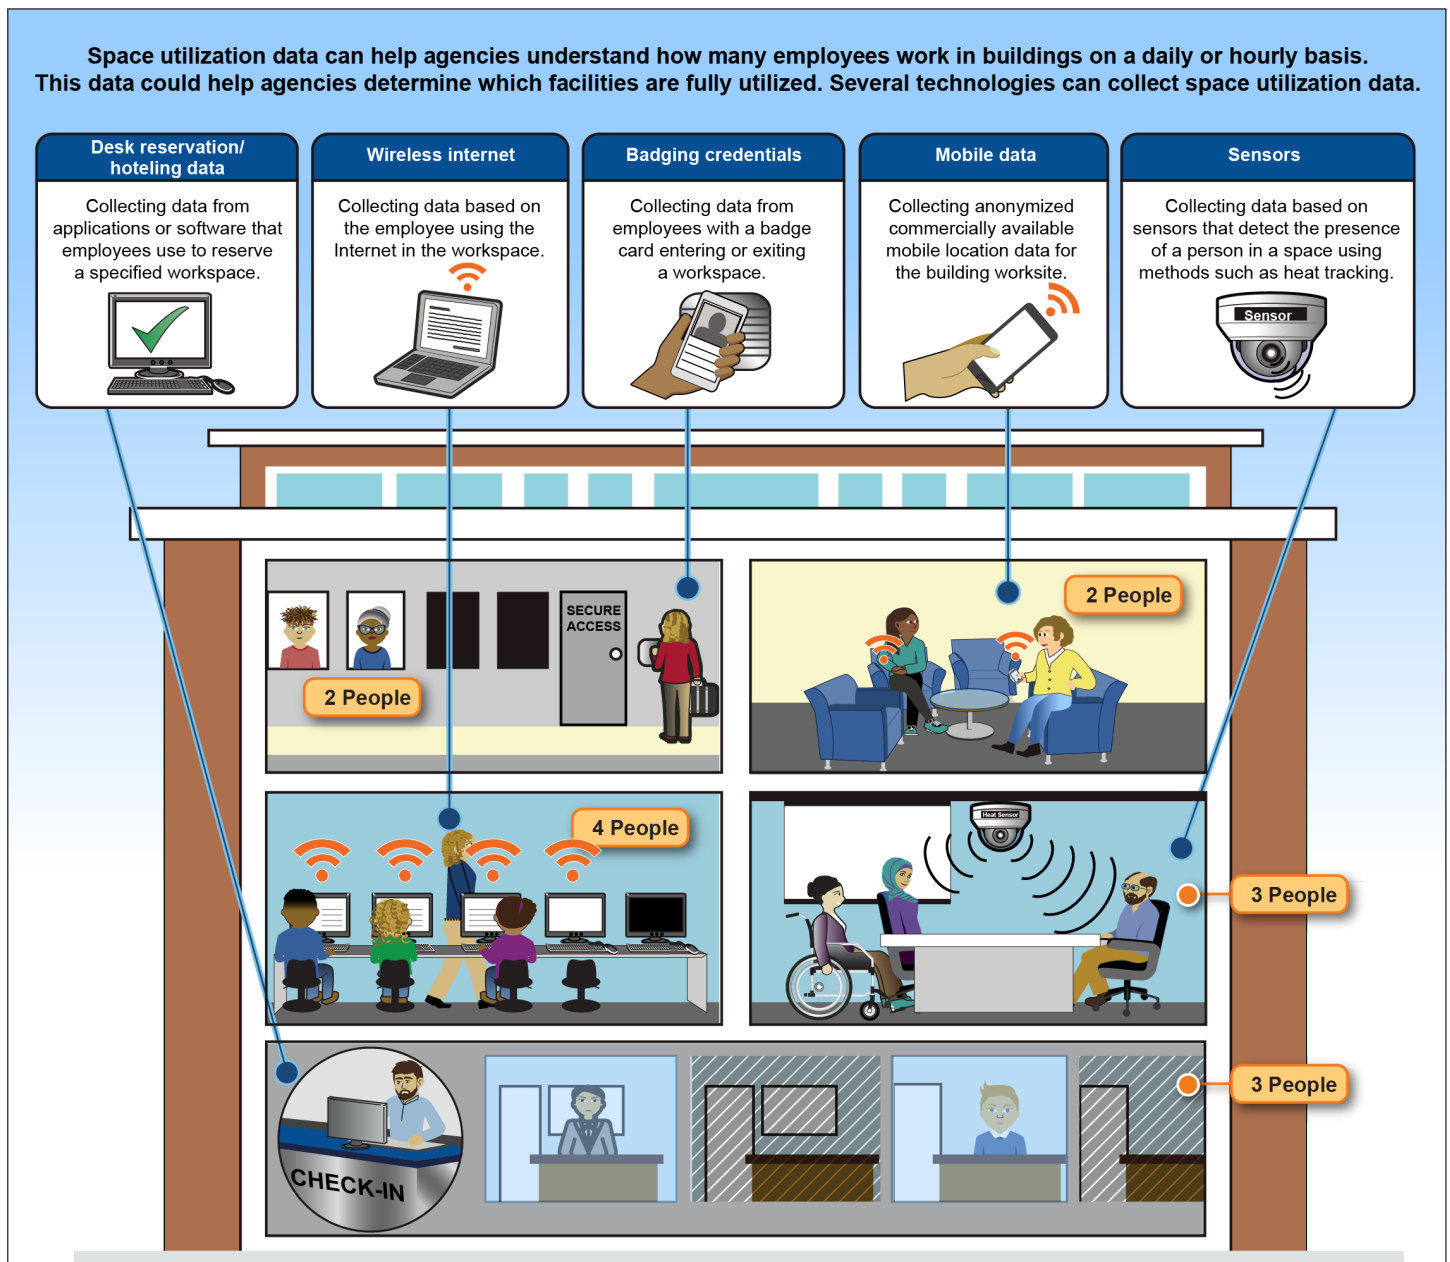 Space utilization data can help agencies understand how many employees work in buildings on a daily or hourly basis.
This data could help agencies determine which facilities are fully utilized. Several technologies can collect space utilization data.
Desk reservation/
hoteling data
Collecting data from
applications or software that
employees use to reserve
a specified workspace.
Wireless internet
Collecting data based on
the employee using the
Internet in the workspace.
Badging credentials
Collecting data from
employees with a badge
card entering or exiting
a workspace.
Mobile data
Collecting anonymized
commercially available
mobile location data for
the building worksite.
Sensors
Collecting data based on
sensors that detect the presence
of a person in a space using
methods such as heat tracking.
Sensor
SECURE
ACCESS
2 People
2 People
4 People
Heat Sensor
3 People
CHECK-IN
3 People